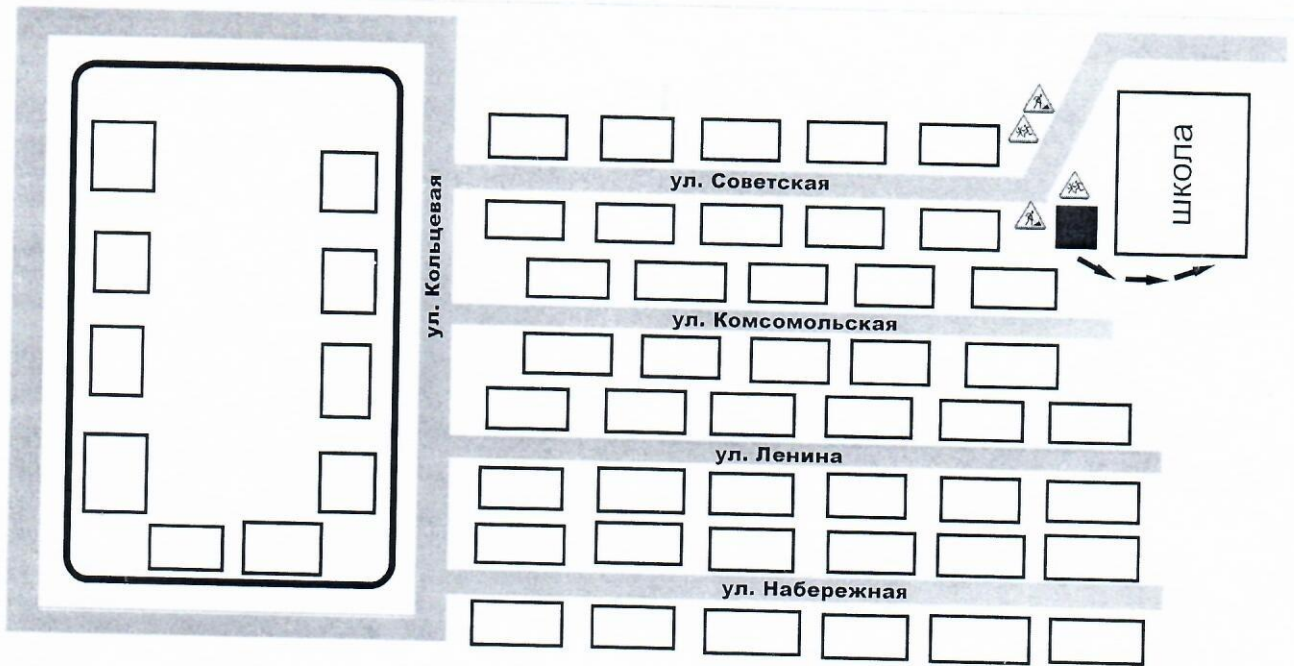 школа
ул. Советская
ул. Кольцевая
ул. Комсомольская
ул. Ленина
ул. Набережная